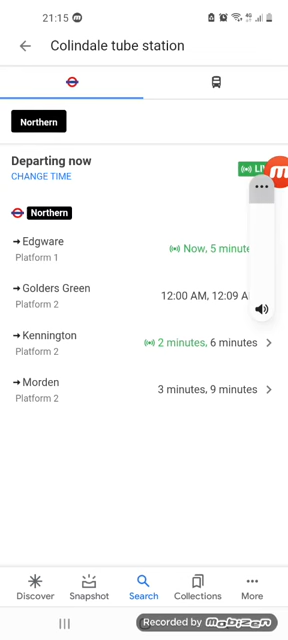 21:15
Colindale tube station
Northern
Departing now
CHANGE TIME
Northern
Edgware
Now, 5 minute
Platform 1
Golders Green
12:00 AM, 12:09 A
Platform 2
Kennington
2 minutes, 6 minutes
Platform 2
Morden
3 minutes, 9 minutes
Platform 2
Discover Snapshot Search Collections More
Recorded by mobizen